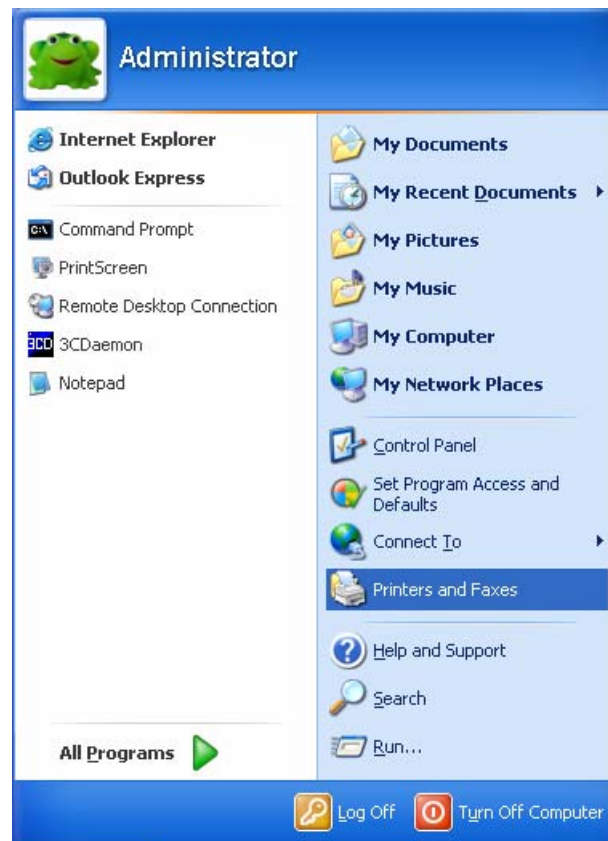 Administrator
Internet Explorer
Outlook Express
C:\
Command Prompt
PrintScreen
Remote Desktop Connection
3CD
3CDaemon
Notepad
All Programs
My Documents
My Recent Documents
My Pictures
My Music
My Computer
My Network Places
Control Panel
Set Program Access and
Defaults
Connect To
Printers and Faxes
Help and Support
Search
Run...
Log Off
Turn Off Computer